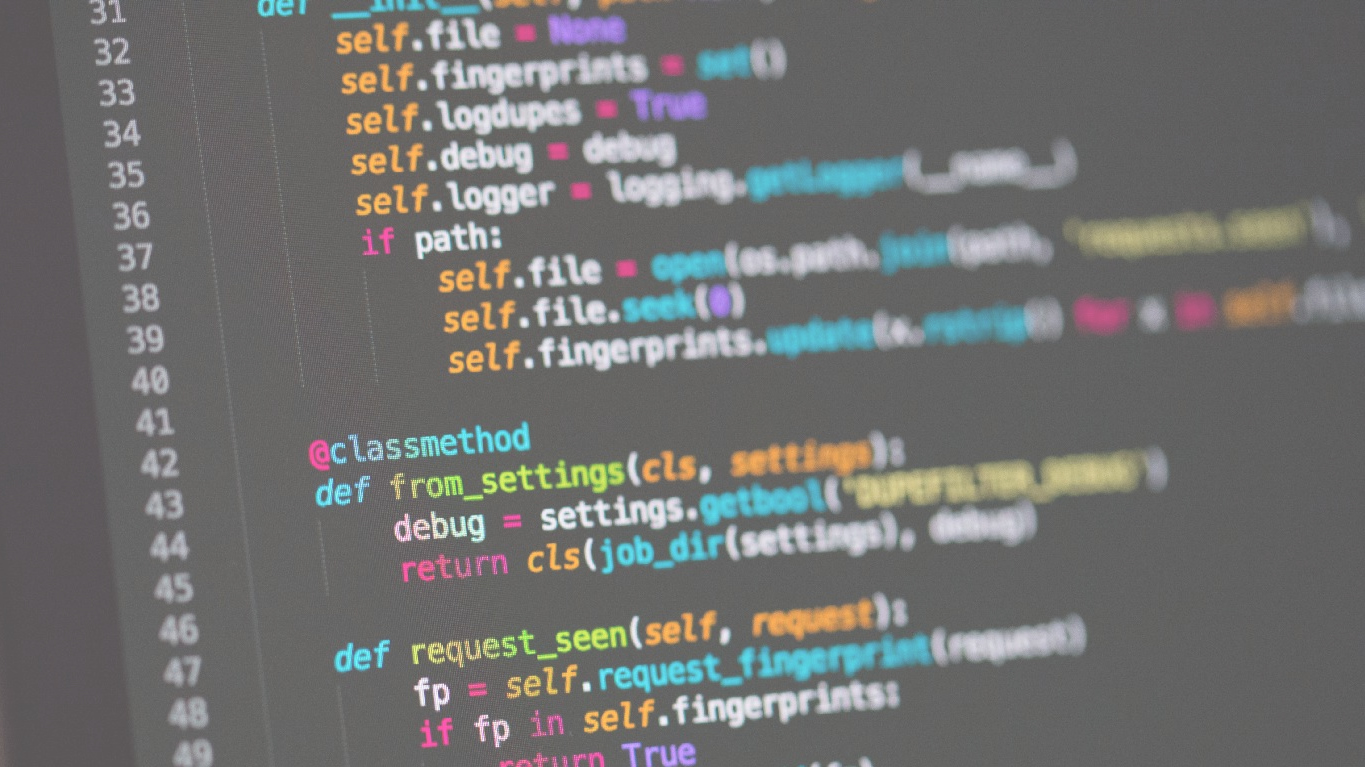 31 def __init__(self, path
32 self.file = None
33 self.fingerprints = set()
34 self.logdupes = True
35 self.debug = debug
36 self.logger = logging.getLogger(__name__)
37 if path:
38 self.file = open(os.path.join(path, 'requests.seen'),
39 self.file.seek(0)
40 self.fingerprints.update(x.rstrip() for x in self.file
41
42 @classmethod
43 def from_settings(cls, settings):
44 debug = settings.getbool('DUPEFILTER_DEBUG')
45 return cls(job_dir(settings), debug)
46
47 def request_seen(self, request):
48 fp = self.request_fingerprint(request)
49 if fp in self.fingerprints:
return True